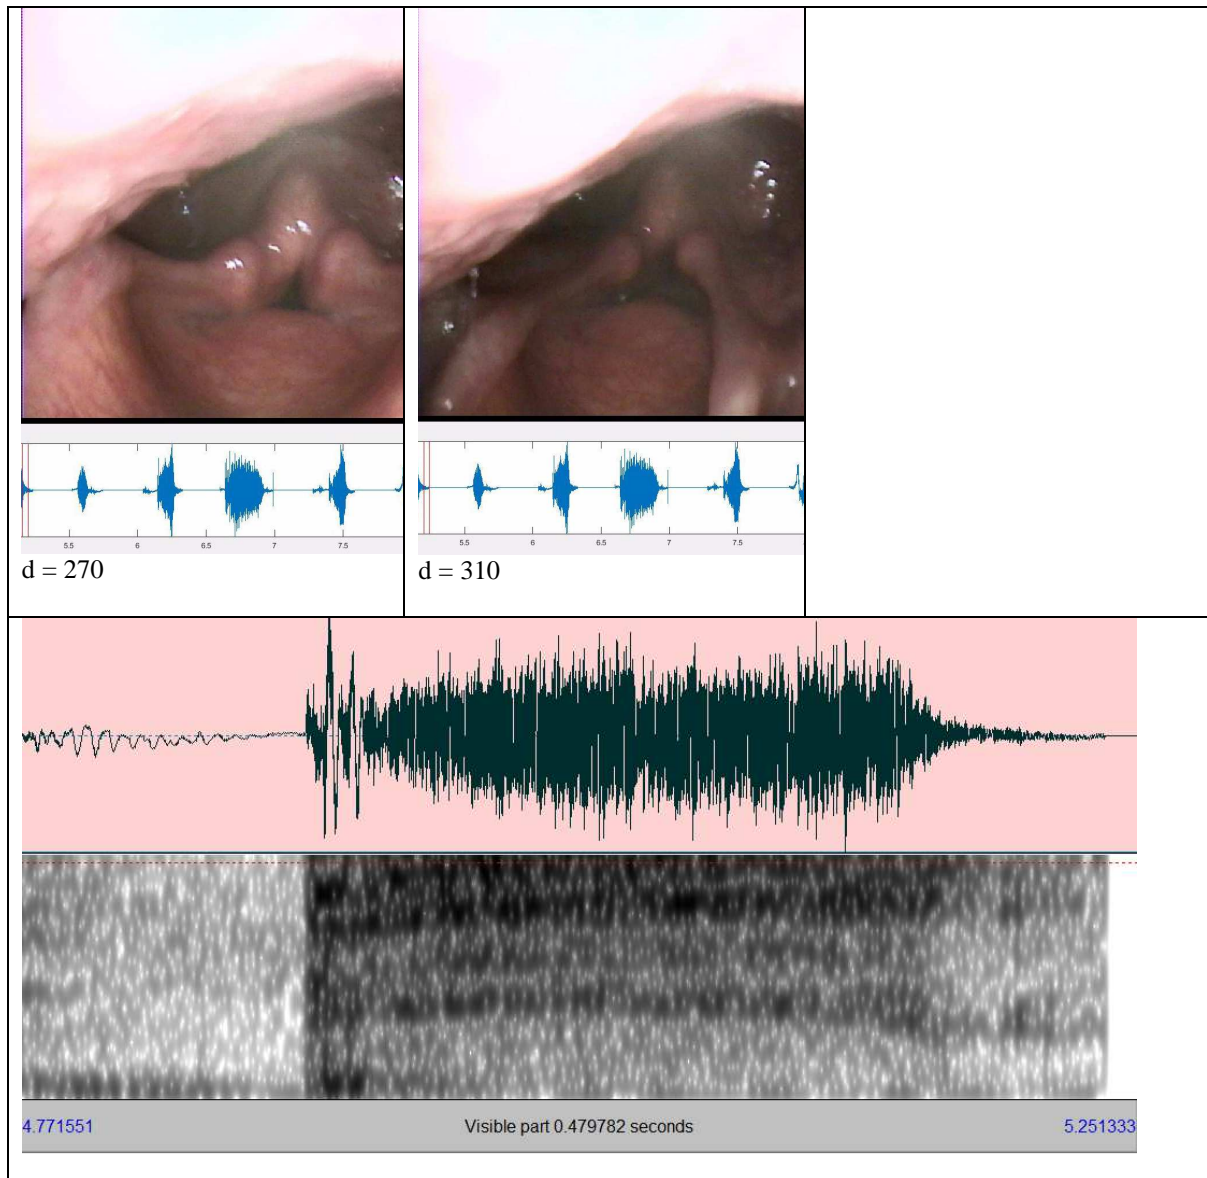 5.5 6 6.5 7 7.5
d = 270
5.5 6 6.5 7 7.5
d = 310
4.771551 Visible part 0.479782 seconds 5.251333